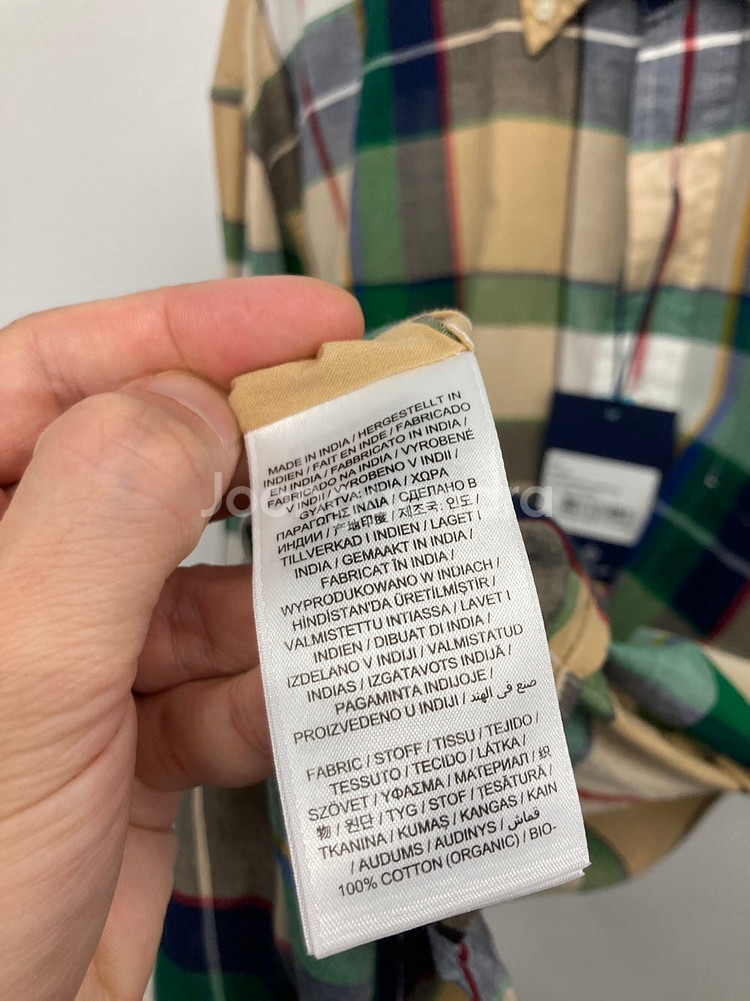 MADE IN INDIA / HERGESTELLT IN
INDIEN / FAIT EN INDE / FABRICADO
EN INDIA / FABBRICATO IN INDIA /
FABRICADO NA INDIA / VYROBENÉ
V INDII / VYROBENO V INDII /
GYÁRTVA: INDIA / ΧΩΡΑ
ΠΑΡΑΓΩΓΗΣ ΙΝΔΙΑ / СДЕЛАНО В
ИНДИИ / 产地印度 / 제조국: 인도 /
TILLVERKAD I INDIEN / LAGET I
INDIA / GEMAAKT IN INDIA /
FABRICAT ÎN INDIA /
WYPRODUKOWANO W INDIACH /
HİNDİSTAN'DA ÜRETİLMİŞTİR /
VALMISTETTU INTIASSA / LAVET I
INDIEN / DIBUAT DI INDIA /
IZDELANO V INDIJI / VALMISTATUD
INDIAS / IZGATAVOTS INDIJĀ /
PAGAMINTA INDIJOJE /
PROIZVEDENO U INDIJI / صنع في الهند
FABRIC / STOFF / TISSU / TEJIDO /
TESSUTO / TECIDO / LÁTKA /
SZÖVET / ΥΦΑΣΜΑ / МАТЕРИАЛ / 织
物 / 원단 / TYG / STOF / ȚESĂTURĂ /
TKANINA / KUMAŞ / KANGAS / KAIN
/ AUDUMS / AUDINYS / قماش
100% COTTON (ORGANIC) / BIO-